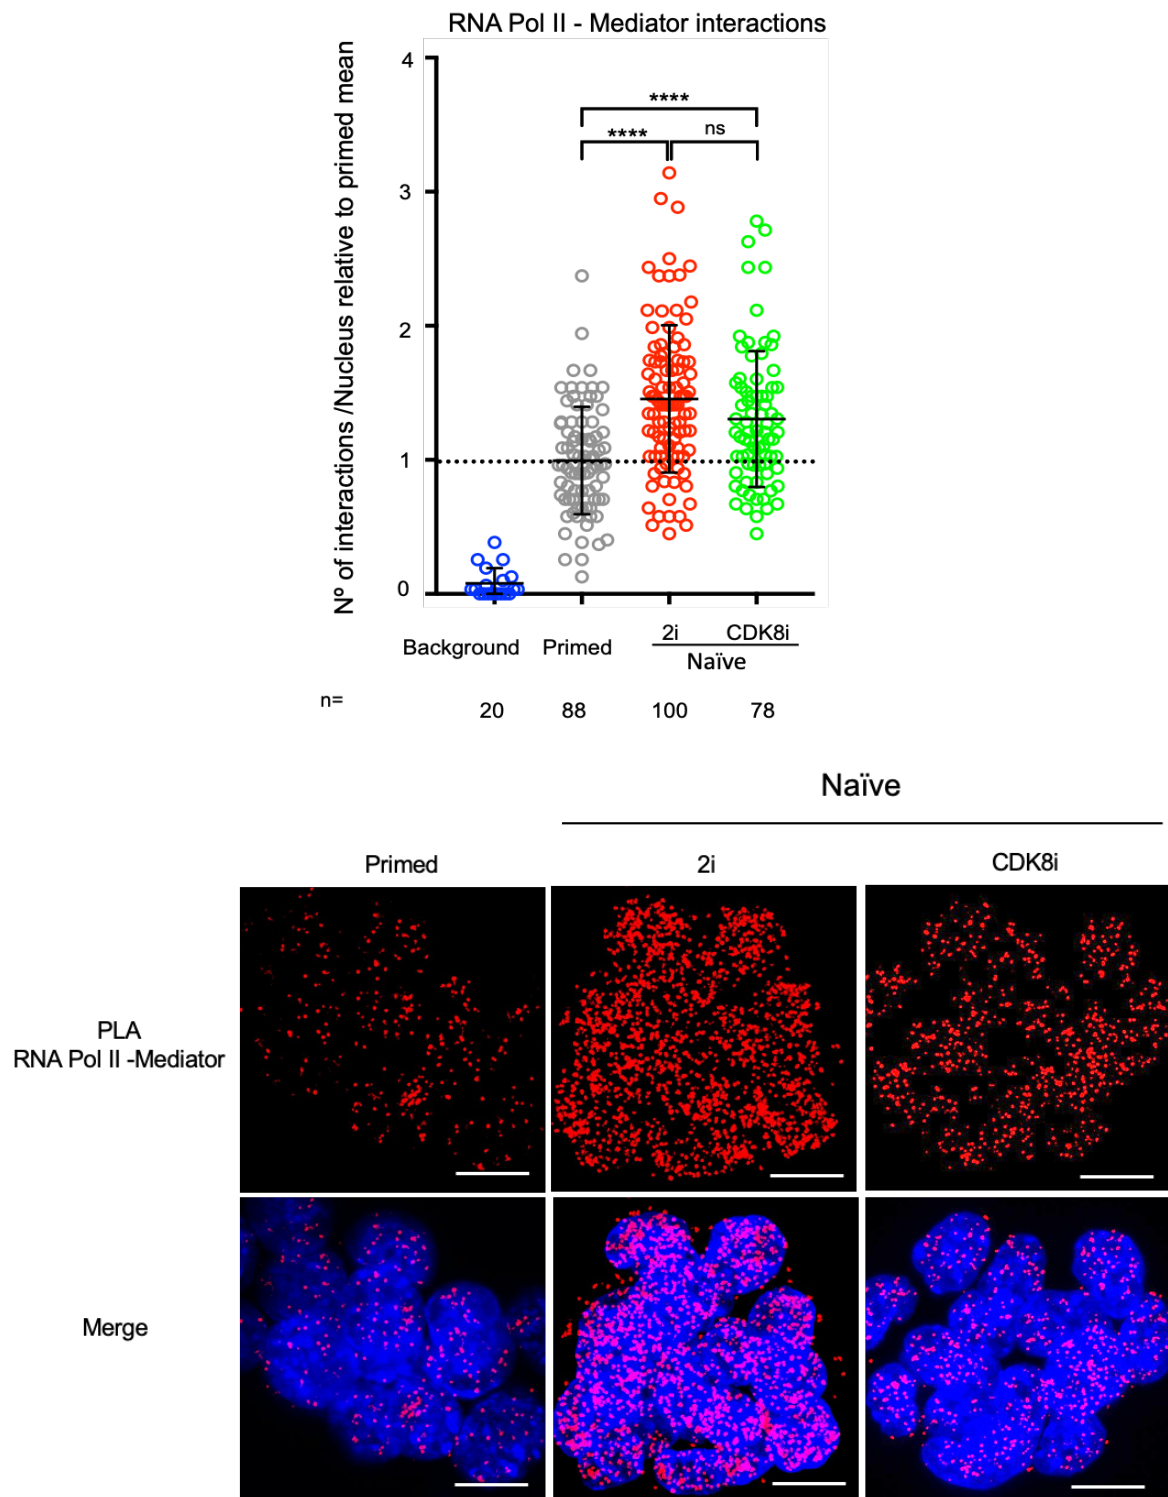 RNA Pol II - Mediator interactions
Nº of interactions /Nucleus relative to primed mean
4
3
2
1
0
****
**** ns
Background Primed 2i CDK8i
Naïve
n= 20 88 100 78
Naïve
Primed 2i CDK8i
PLA
RNA Pol II -Mediator
Merge